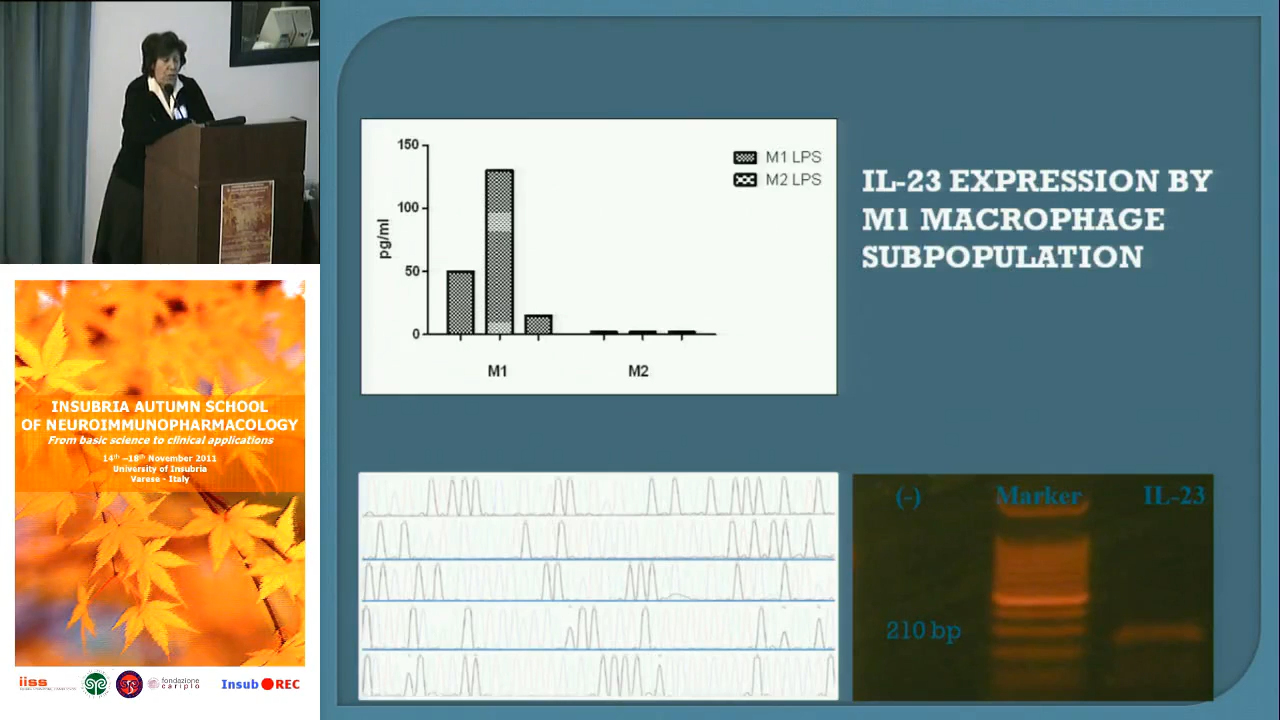 INSUBRIA AUTUMN SCHOOL
OF NEUROIMMUNOPHARMACOLOGY
From basic science to clinical applications
14th –18th November 2011
University of Insubria
Varese - Italy
iiss
fondazione
cariplo
Insub REC
150
100
50
0
pg/ml
M1
M2
M1 LPS
M2 LPS
IL-23 EXPRESSION BY
M1 MACROPHAGE
SUBPOPULATION
(-) Marker IL-23
210 bp